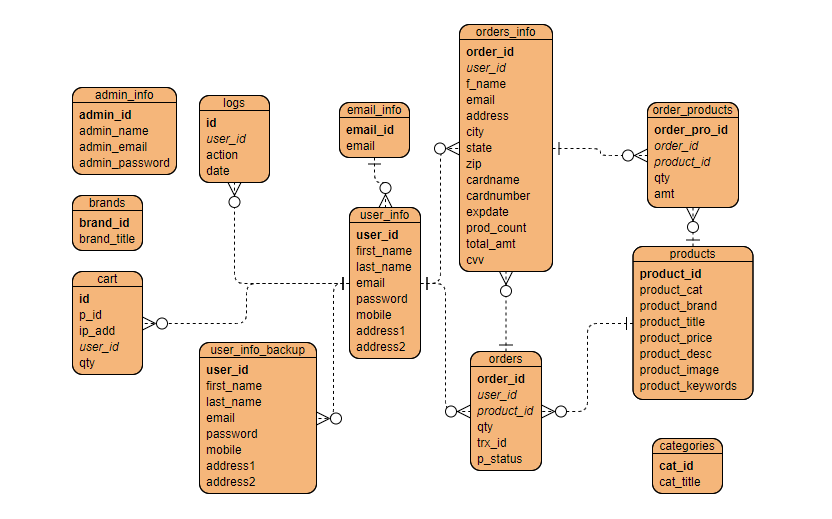 admin_info
admin_id
admin_name
admin_email
admin_password
brands
brand_id
brand_title
cart
id
p_id
ip_add
user_id
qty
logs
id
user_id
action
date
user_info_backup
user_id
first_name
last_name
email
password
mobile
address1
address2
email_info
email_id
email
user_info
user_id
first_name
last_name
email
password
mobile
address1
address2
orders_info
order_id
user_id
f_name
email
address
city
state
zip
cardname
cardnumber
expdate
prod_count
total_amt
cvv
orders
order_id
user_id
product_id
qty
trx_id
p_status
order_products
order_pro_id
order_id
product_id
qty
amt
products
product_id
product_cat
product_brand
product_title
product_price
product_desc
product_image
product_keywords
categories
cat_id
cat_title